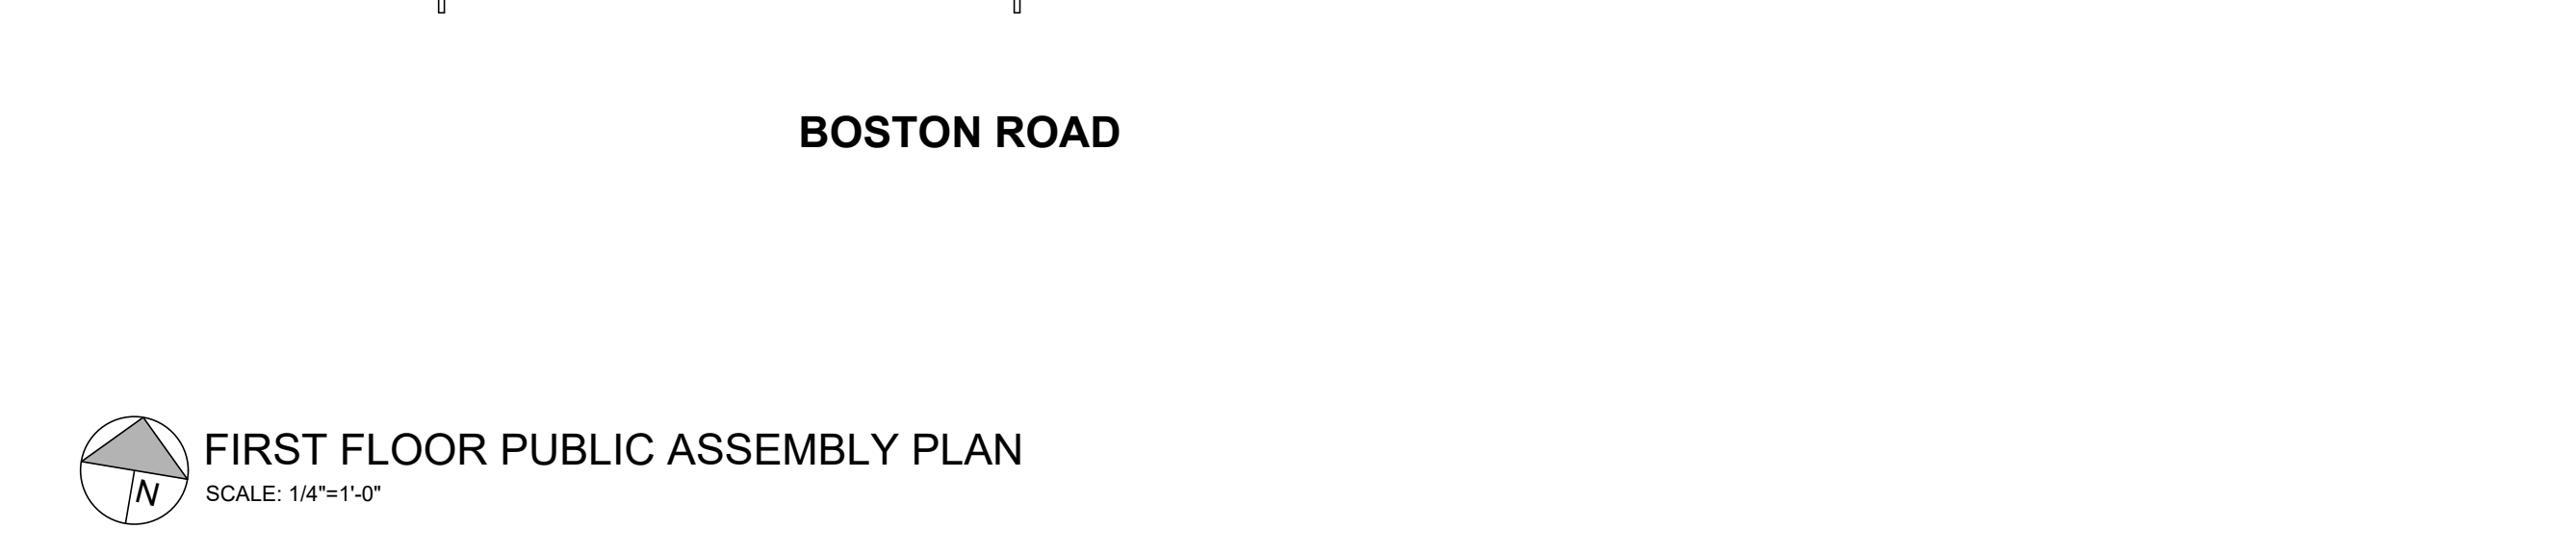 BOSTON ROAD
FIRST FLOOR PUBLIC ASSEMBLY PLAN
N
SCALE: 1/4"=1'-0"